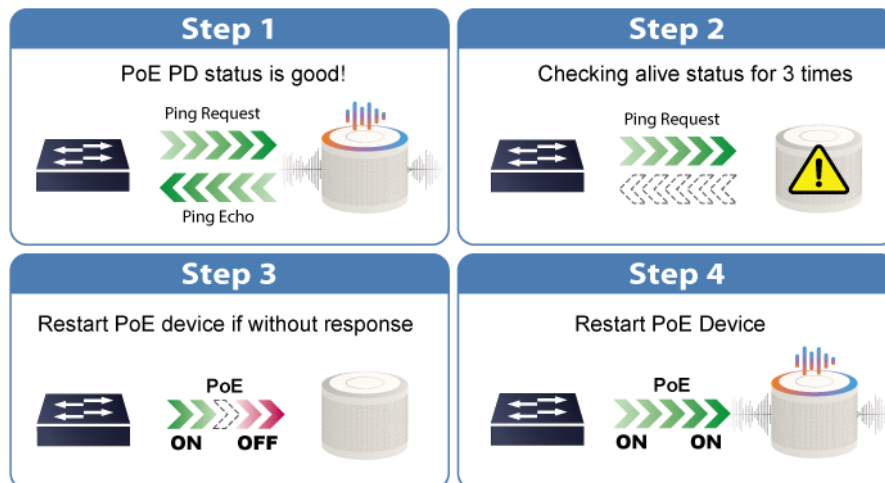 Step 1
PoE PD status is good!
Ping Request
Ping Echo
Step 2
Checking alive status for 3 times
Ping Request
Step 3
Restart PoE device if without response
PoE
ON OFF
Step 4
Restart PoE Device
PoE
ON ON